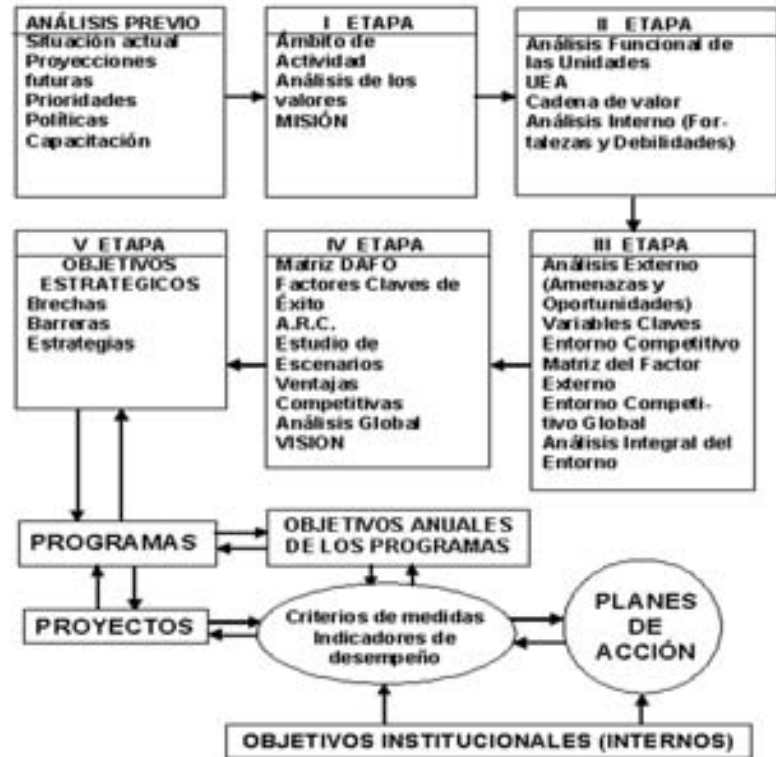 ANÁLISIS PREVIO
Situación actual
Proyecciones
futuras
Prioridades
Políticas
Capacitación
I ETAPA
Ámbito de
Actividad
Análisis de los
valores
MISIÓN
II ETAPA
Análisis Funcional de
las Unidades
UEA
Cadena de valor
Análisis Interno (For-
talezas y Debilidades)
III ETAPA
Análisis Externo
(Amenazas y
Oportunidades)
Variables Claves
Entorno Competitivo
Matriz del Factor
Externo
Entorno Competi-
tivo Global
Análisis Integral del
Entorno
IV ETAPA
Matriz DAFO
Factores Claves de
Éxito
A.R.C.
Estudio de
Escenarios
Ventajas
Competitivas
Análisis Global
VISION
V ETAPA
OBJETIVOS
ESTRATEGICOS
Brechas
Barreras
Estrategias
PROGRAMAS
OBJETIVOS ANUALES
DE LOS PROGRAMAS
PROYECTOS
Criterios de medidas
Indicadores de
desempeño
PLANES
DE
ACCIÓN
OBJETIVOS INSTITUCIONALES (INTERNOS)